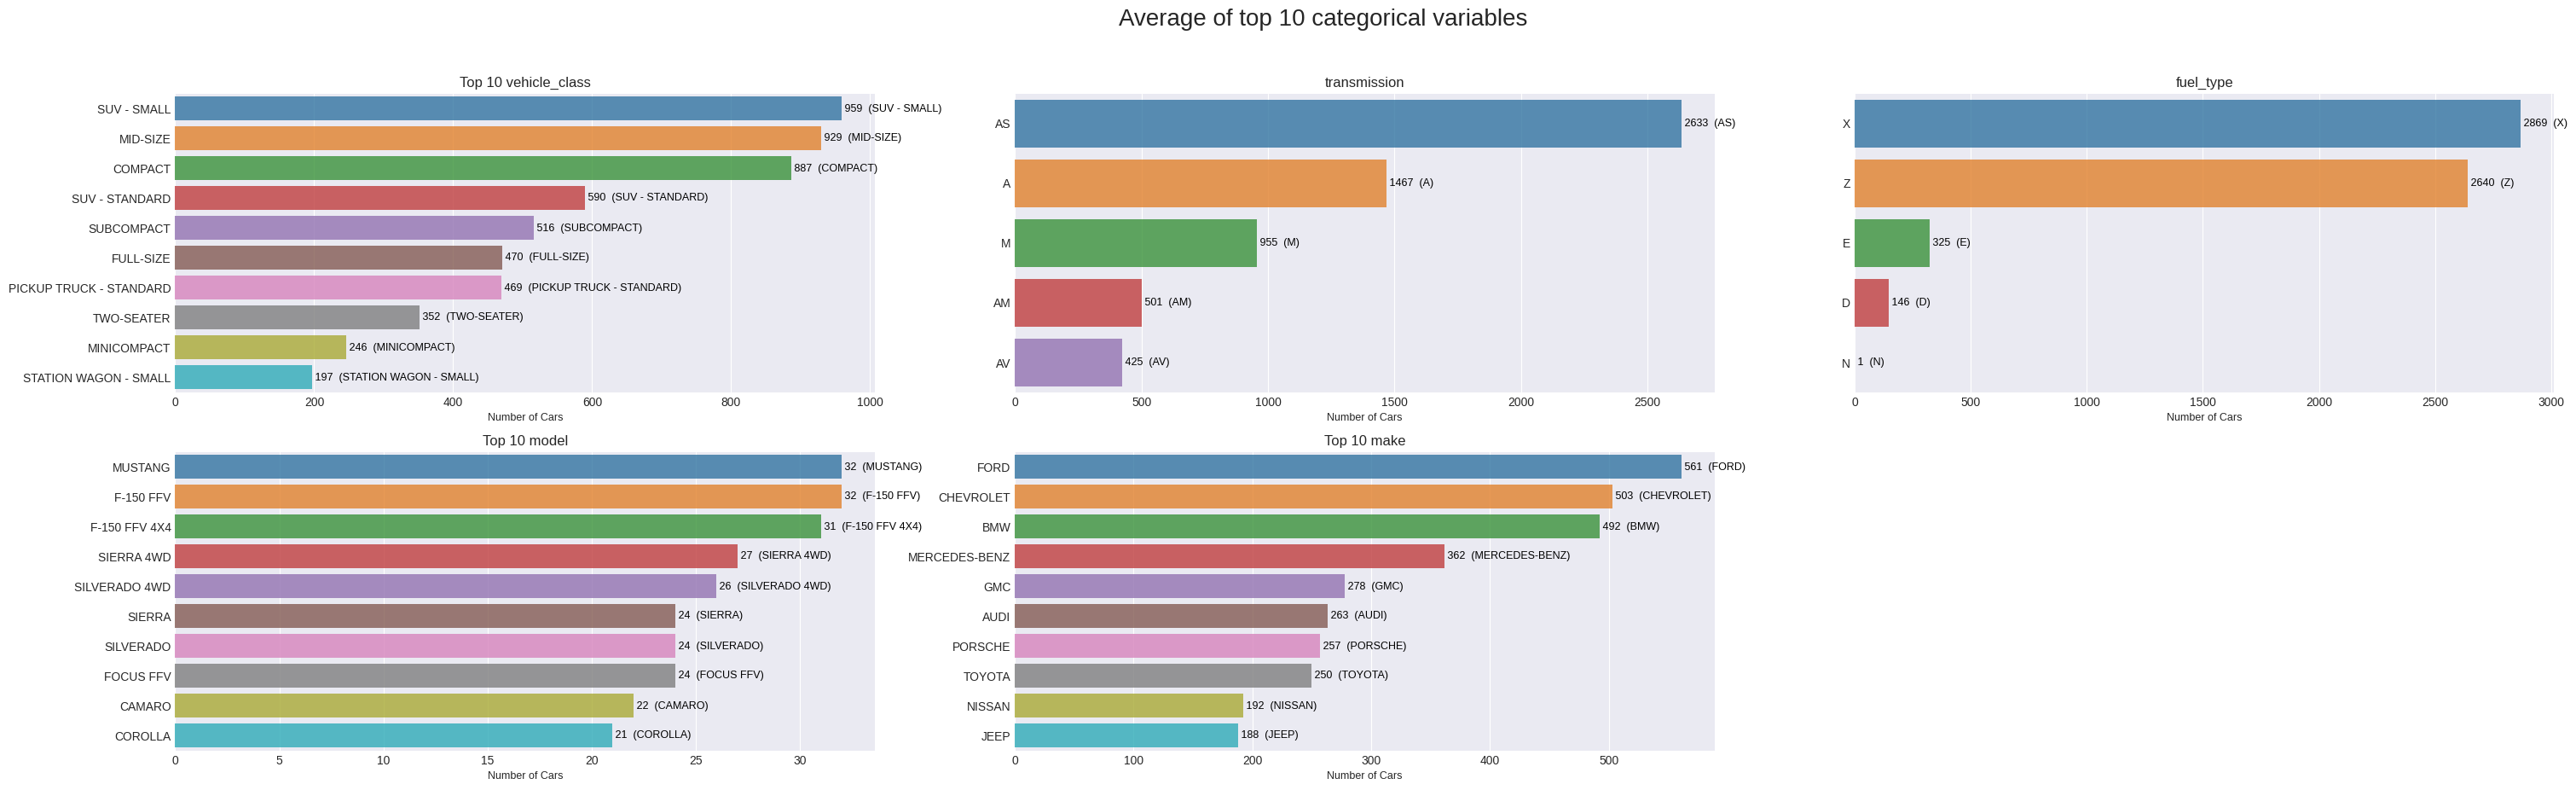 Average of top 10 categorical variables
Top 10 vehicle_class
SUV - SMALL
959  (SUV - SMALL)
MID-SIZE
929  (MID-SIZE)
COMPACT
887  (COMPACT)
SUV - STANDARD
590  (SUV - STANDARD)
SUBCOMPACT
516  (SUBCOMPACT)
FULL-SIZE
470  (FULL-SIZE)
PICKUP TRUCK - STANDARD
469  (PICKUP TRUCK - STANDARD)
TWO-SEATER
352  (TWO-SEATER)
MINICOMPACT
246  (MINICOMPACT)
STATION WAGON - SMALL
197  (STATION WAGON - SMALL)
0 200 400 600 800 1000
Number of Cars
transmission
AS
2633  (AS)
A
1467  (A)
M
955  (M)
AM
501  (AM)
AV
425  (AV)
0 500 1000 1500 2000 2500
Number of Cars
fuel_type
X
2869  (X)
Z
2640  (Z)
E
325  (E)
D
146  (D)
N
1  (N)
0 500 1000 1500 2000 2500 3000
Number of Cars
Top 10 model
MUSTANG
32  (MUSTANG)
F-150 FFV
32  (F-150 FFV)
F-150 FFV 4X4
31  (F-150 FFV 4X4)
SIERRA 4WD
27  (SIERRA 4WD)
SILVERADO 4WD
26  (SILVERADO 4WD)
SIERRA
24  (SIERRA)
SILVERADO
24  (SILVERADO)
FOCUS FFV
24  (FOCUS FFV)
CAMARO
22  (CAMARO)
COROLLA
21  (COROLLA)
0 5 10 15 20 25 30
Number of Cars
Top 10 make
FORD
561  (FORD)
CHEVROLET
503  (CHEVROLET)
BMW
492  (BMW)
MERCEDES-BENZ
362  (MERCEDES-BENZ)
GMC
278  (GMC)
AUDI
263  (AUDI)
PORSCHE
257  (PORSCHE)
TOYOTA
250  (TOYOTA)
NISSAN
192  (NISSAN)
JEEP
188  (JEEP)
0 100 200 300 400 500
Number of Cars